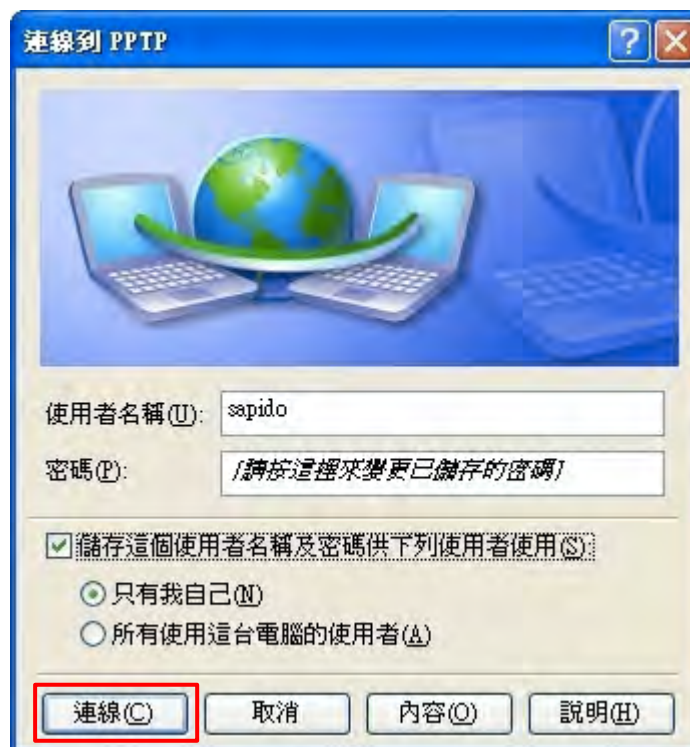 連線到 PPTP
使用者名稱(U): sapido
密碼(P): [請按這裡來變更已儲存的密碼]
儲存這個使用者名稱及密碼供下列使用者使用(S):
只有我自己(N)
所有使用這台電腦的使用者(A)
連線(C) 取消 內容(O) 說明(H)